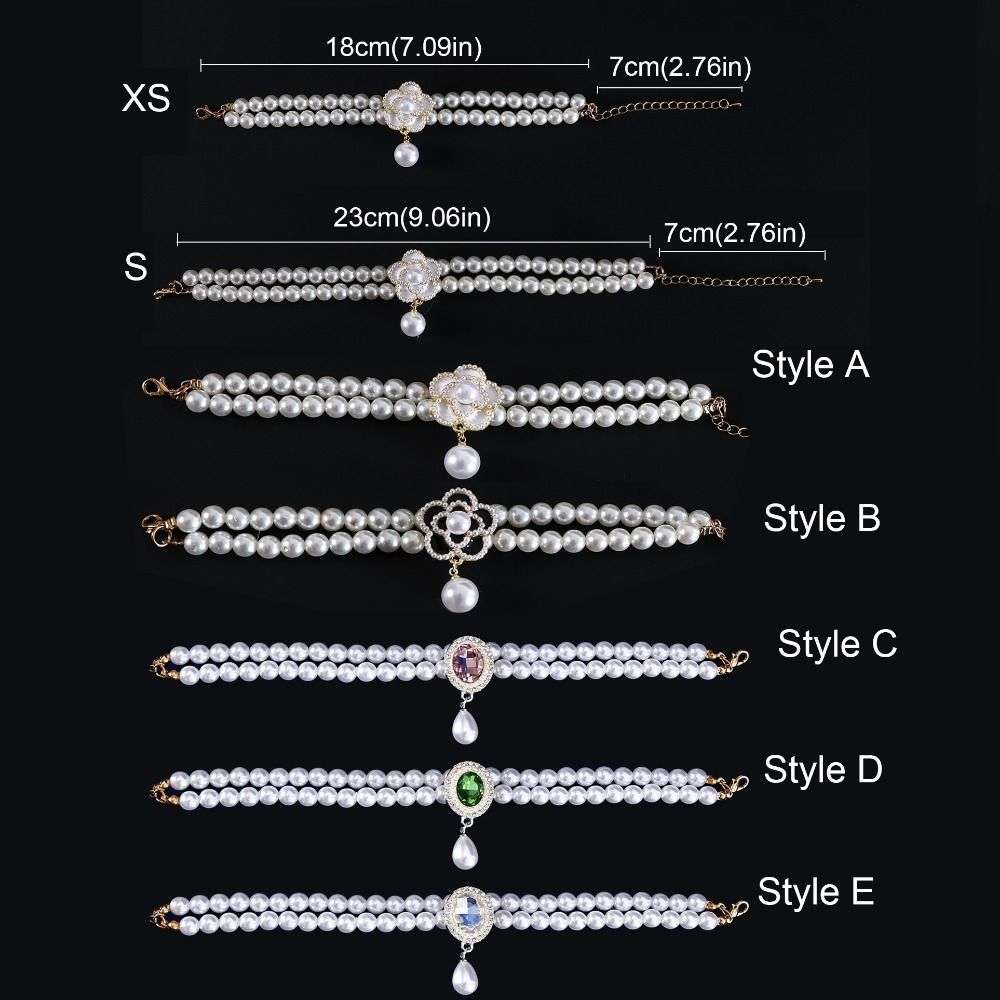 18cm(7.09in)
7cm(2.76in)
XS
23cm(9.06in)
7cm(2.76in)
S
Style A
Style B
Style C
Style D
Style E